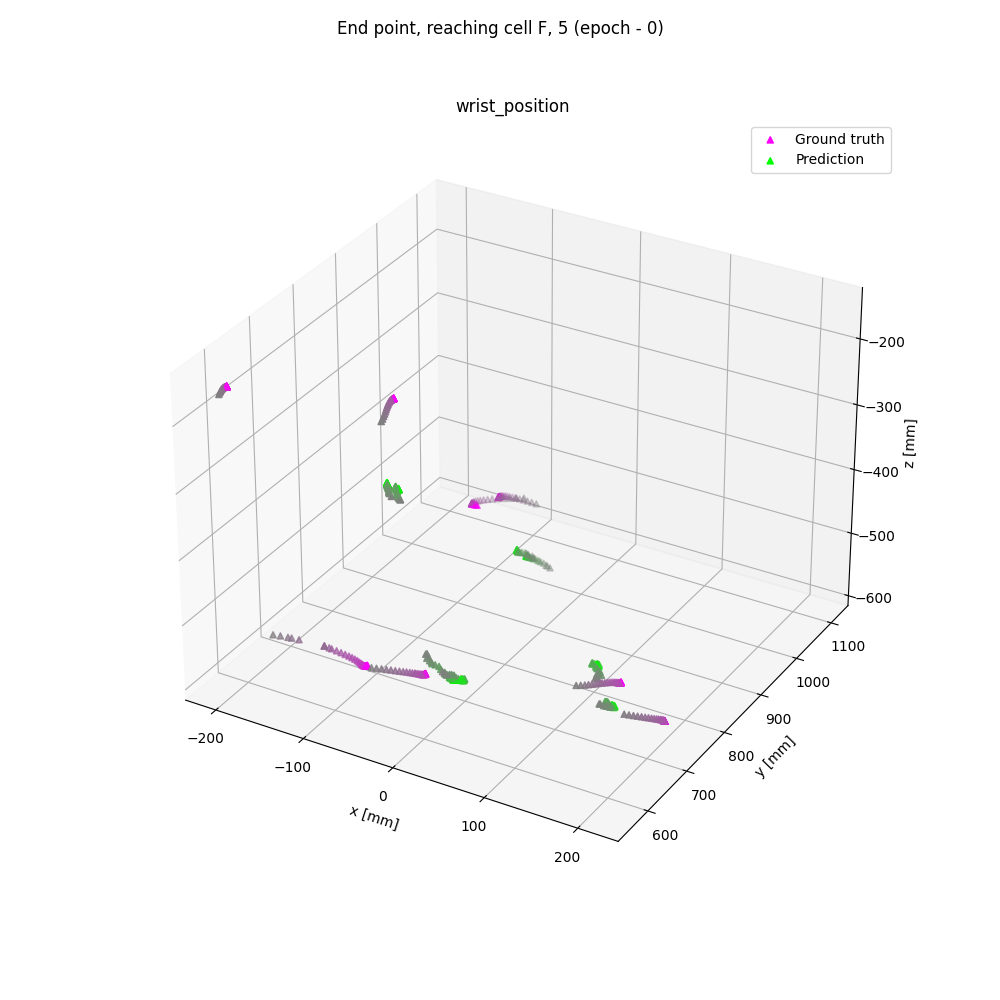 End point, reaching cell F, 5 (epoch - 0)
wrist_position
Ground truth
Prediction
−200
−300
−400
−500
−600
z [mm]
1100
1000
900
800
700
600
y [mm]
−200
−100
0
100
200
x [mm]